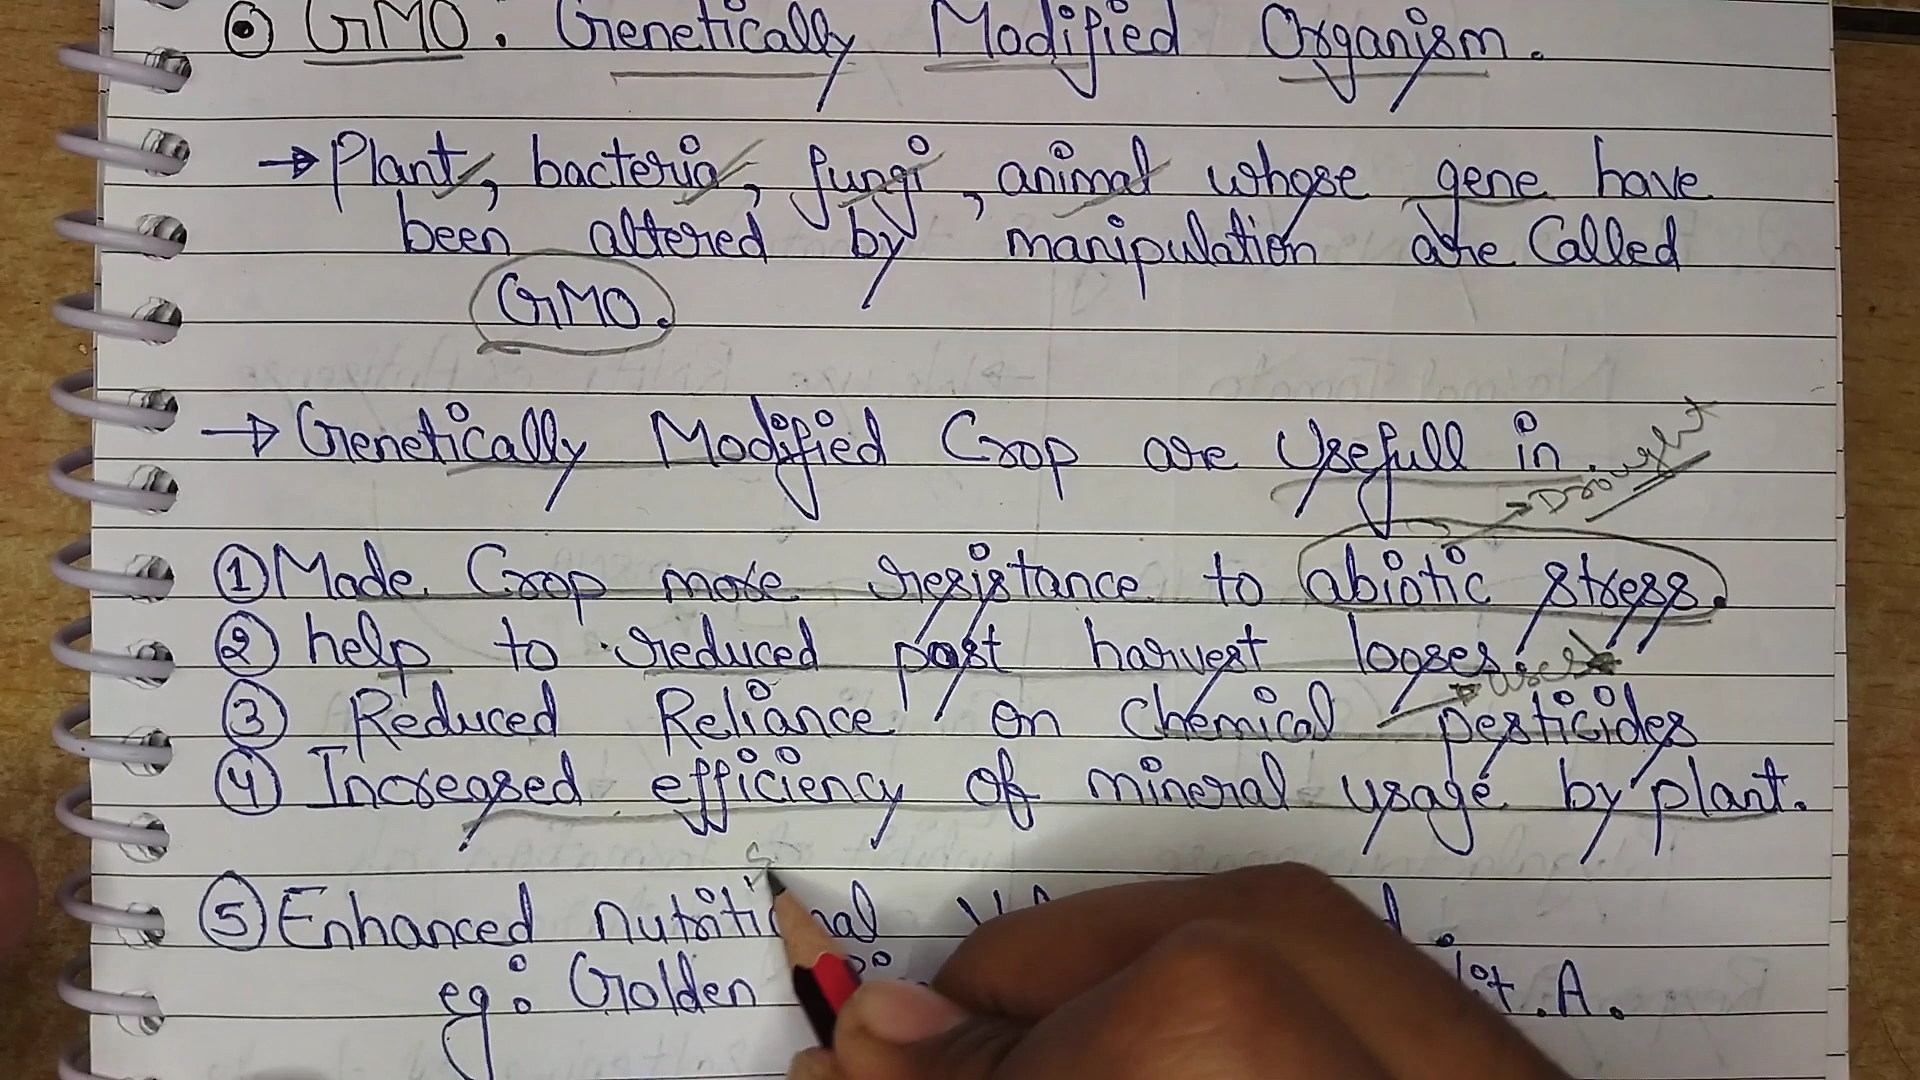 GMO: Genetically Modified Organism.
→ Plant, bacteria, fungi, animal whose gene have
been altered by manipulation are Called
GMO.
→ Genetically Modified Crop are Usefull in.
→ Drought
① Made Crop more resistance to abiotic stress.
② help to reduced post harvest looses.
③ Reduced Reliance on Chemical pesticides
④ Increased efficiency of mineral usage by plant.
⑤ Enhanced nutritional
eg: Golden A.